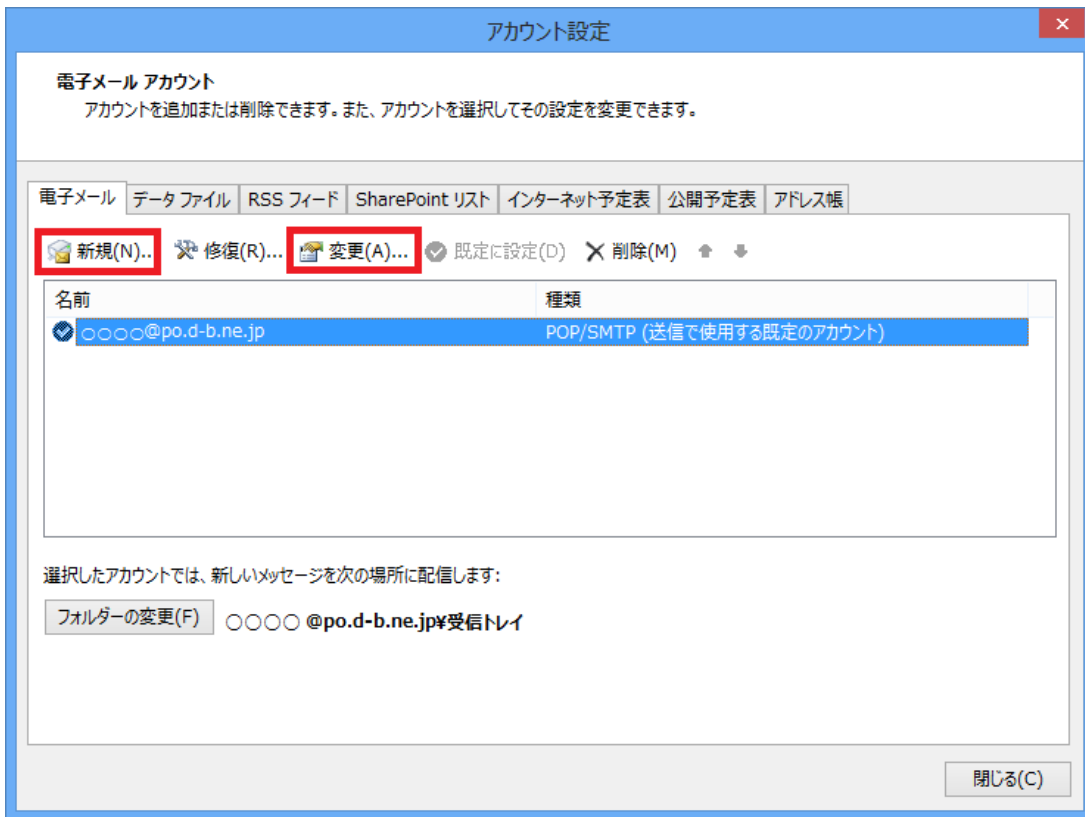 アカウント設定
電子メール アカウント
アカウントを追加または削除できます。また、アカウントを選択してその設定を変更できます。
電子メール データ ファイル RSS フィード SharePoint リスト インターネット予定表 公開予定表 アドレス帳
新規(N)... 修復(R)... 変更(A)... 既定に設定(D) 削除(M)
名前 種類
○○○○@po.d-b.ne.jp POP/SMTP (送信で使用する既定のアカウント)
選択したアカウントでは、新しいメッセージを次の場所に配信します:
フォルダーの変更(F) ○○○○ @po.d-b.ne.jp¥受信トレイ
閉じる(C)